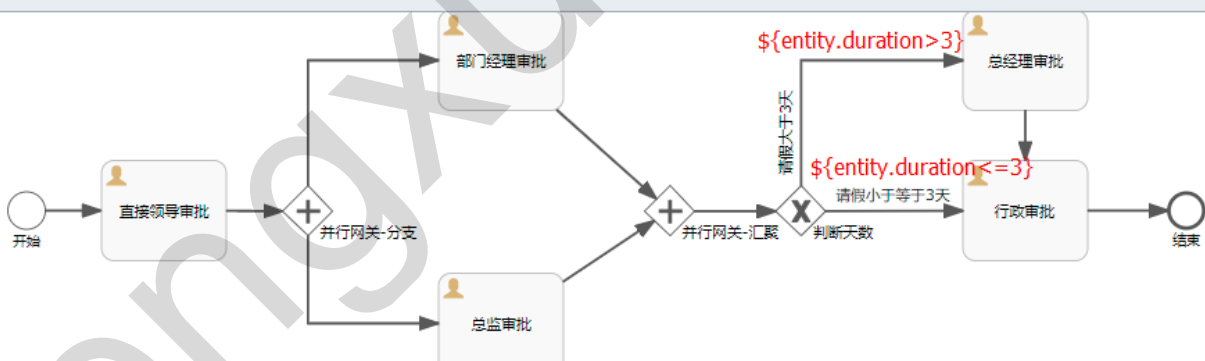 开始
直接领导审批
并行网关-分支
部门经理审批
总监审批
并行网关-汇聚
判断天数
请假大于3天
${entity.duration>3}
总经理审批
${entity.duration<=3}
请假小于等于3天
行政审批
结束